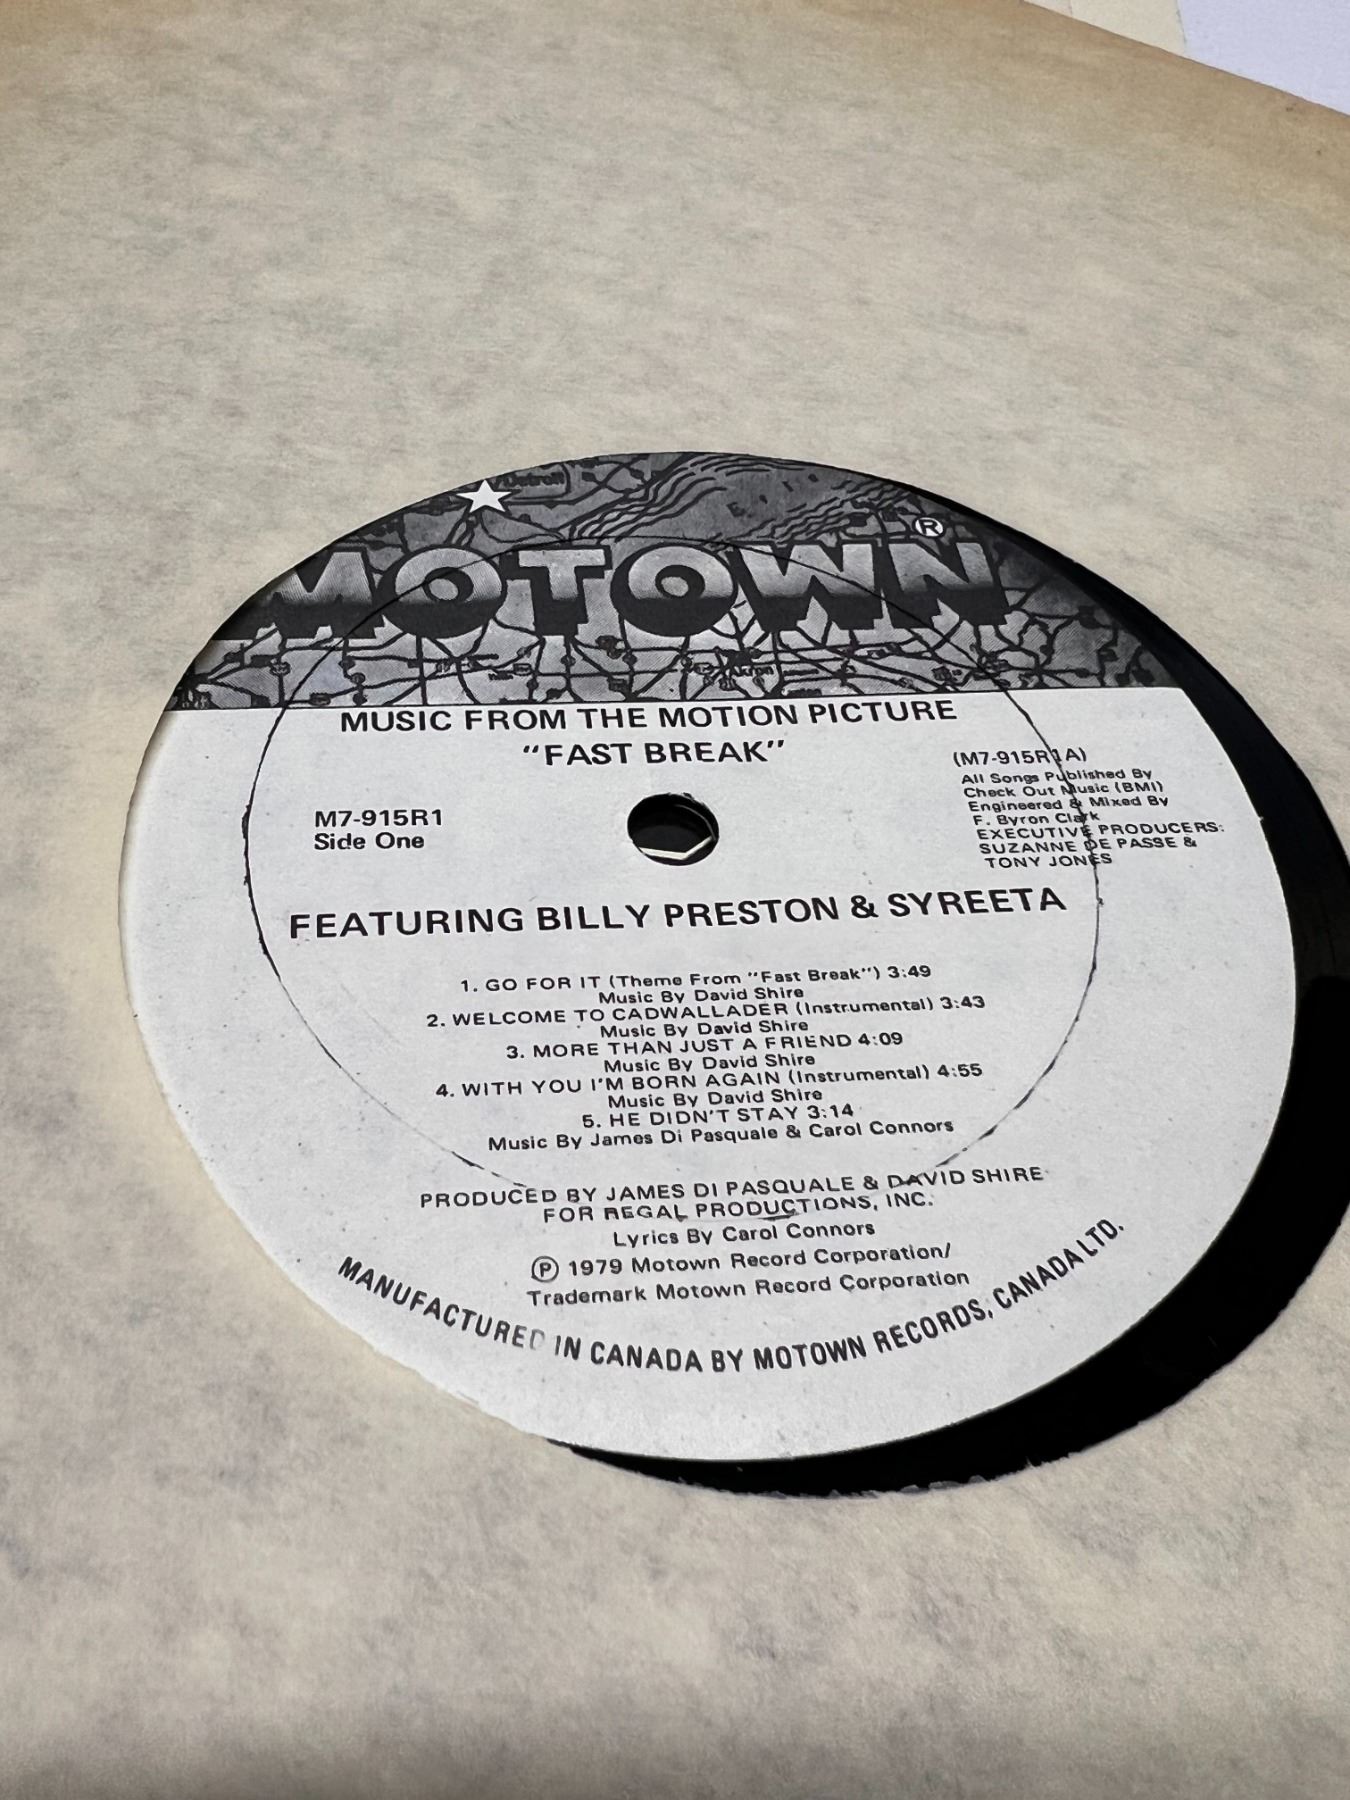 Detroit
ERIE
MOTOWN®
Akron
MUSIC FROM THE MOTION PICTURE
"FAST BREAK"
(M7-915R1A)
All Songs Published By
Check Out Music (BMI)
Engineered & Mixed By
F. Byron Clark
EXECUTIVE PRODUCERS:
SUZANNE DE PASSE &
TONY JONES
M7-915R1
Side One
FEATURING BILLY PRESTON & SYREETA
1. GO FOR IT (Theme From "Fast Break") 3:49
Music By David Shire
2. WELCOME TO CADWALLADER (Instrumental) 3:43
Music By David Shire
3. MORE THAN JUST A FRIEND 4:09
Music By David Shire
4. WITH YOU I'M BORN AGAIN (Instrumental) 4:55
Music By David Shire
5. HE DIDN'T STAY 3:14
Music By James Di Pasquale & Carol Connors
PRODUCED BY JAMES DI PASQUALE & DAVID SHIRE
FOR REGAL PRODUCTIONS, INC.
Lyrics By Carol Connors
Ⓟ 1979 Motown Record Corporation/
Trademark Motown Record Corporation
MANUFACTURED IN CANADA BY MOTOWN RECORDS, CANADA LTD.